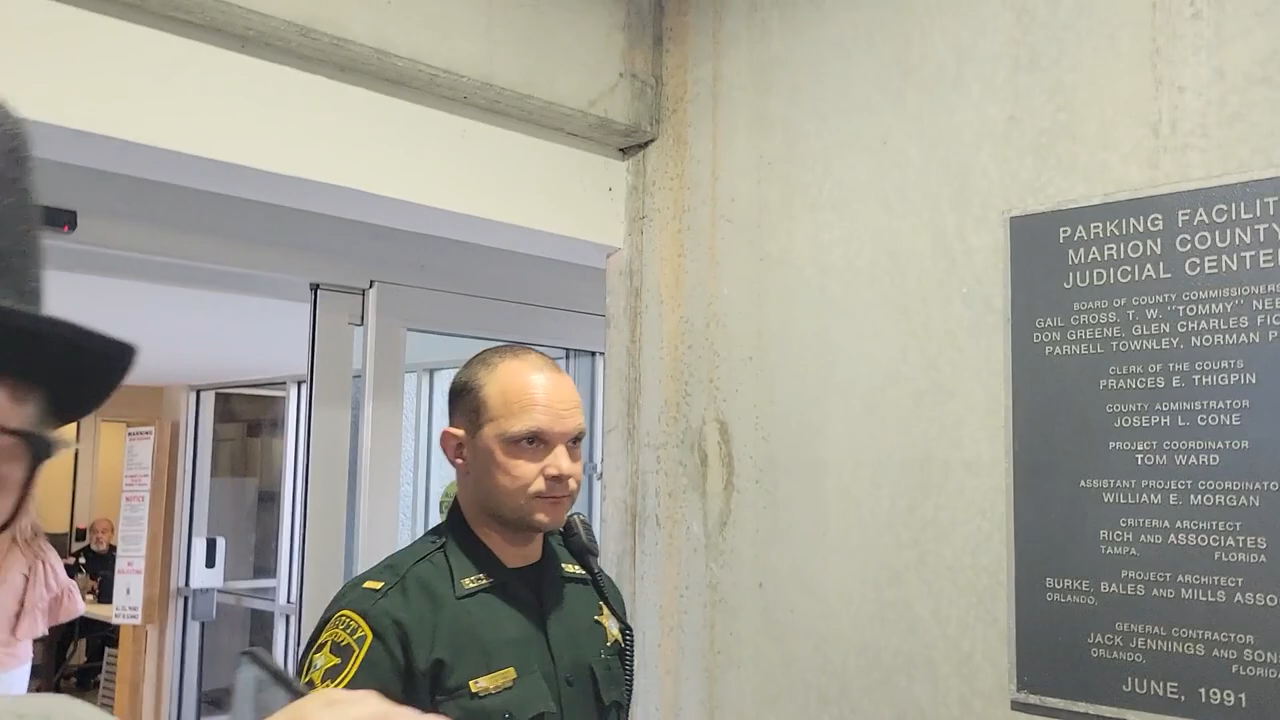 PARKING FACILIT
MARION COUNTY
JUDICIAL CENTE
BOARD OF COUNTY COMMISSIONERS
GAIL CROSS, T. W. "TOMMY" NEE
DON GREENE, GLEN CHARLES FIO
PARNELL TOWNLEY, NORMAN P
CLERK OF THE COURTS
FRANCES E. THIGPIN
COUNTY ADMINISTRATOR
JOSEPH L. CONE
PROJECT COORDINATOR
TOM WARD
ASSISTANT PROJECT COORDINATO
WILLIAM E. MORGAN
CRITERIA ARCHITECT
RICH AND ASSOCIATES
TAMPA, FLORIDA
PROJECT ARCHITECT
BURKE, BALES AND MILLS ASSO
ORLANDO,
GENERAL CONTRACTOR
JACK JENNINGS AND SON
ORLANDO, FLORIDA
JUNE, 1991
WARNING
NOTICE
NO
SOLICITING
DEPUTY